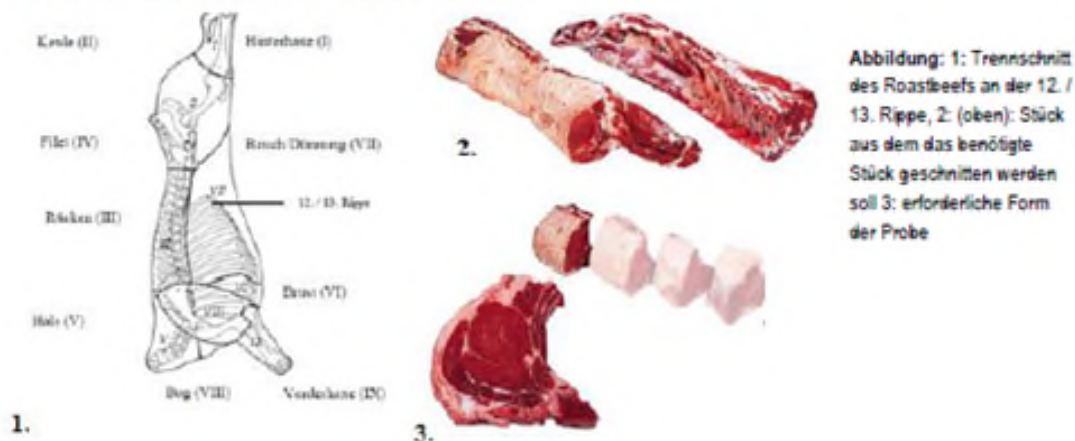 Keule (II)
Hinterhaxe (I)
Filet (IV)
Bauch Dünnung (VII)
12. / 13. Rippe
Rücken (III)
Brust (VI)
Hals (V)
Bug (VIII)
Vorderhaxe (IX)
1.
2.
3.
Abbildung: 1: Trennschnitt
des Roastbeefs an der 12. /
13. Rippe, 2: (oben): Stück
aus dem das benötigte
Stück geschnitten werden
soll 3: erforderliche Form
der Probe